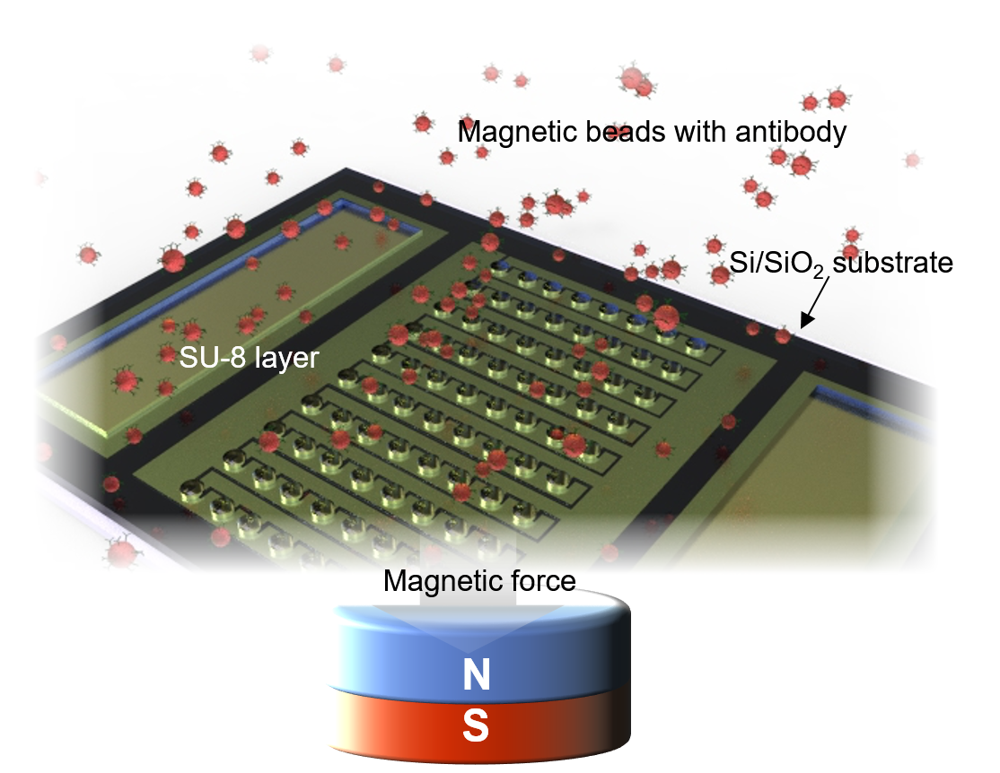 Magnetic beads with antibody
Si/SiO₂ substrate
SU-8 layer
Magnetic force
N
S